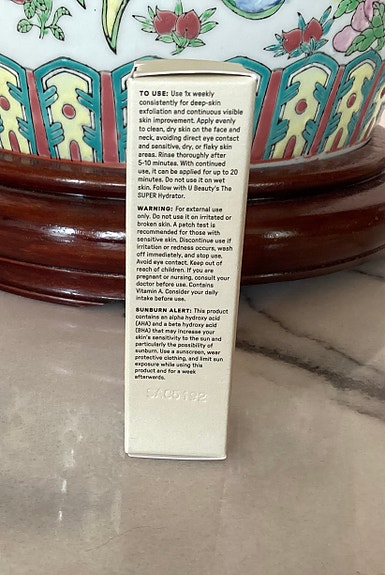 TO USE: Use 1x weekly
consistently for deep-skin
exfoliation and continuous visible
skin improvement. Apply evenly
to clean, dry skin on the face and
neck, avoiding direct eye contact
and sensitive, dry, or flaky skin
areas. Rinse thoroughly after
5-10 minutes. With continued
use, it can be applied for up to 20
minutes. Do not use it on wet
skin. Follow with U Beauty's The
SUPER Hydrator.
WARNING: For external use
only. Do not use it on irritated or
broken skin. A patch test is
recommended for those with
sensitive skin. Discontinue use if
irritation or redness occurs, wash
off immediately, and stop use.
Avoid eye contact. Keep out of
reach of children. If you are
pregnant or nursing, consult your
doctor before use. Contains
Vitamin A. Consider your daily
intake before use.
SUNBURN ALERT: This product
contains an alpha hydroxy acid
(AHA) and a beta hydroxy acid
(BHA) that may increase your
skin's sensitivity to the sun and
particularly the possibility of
sunburn. Use a sunscreen, wear
protective clothing, and limit sun
exposure while using this
product and for a week
afterwards.